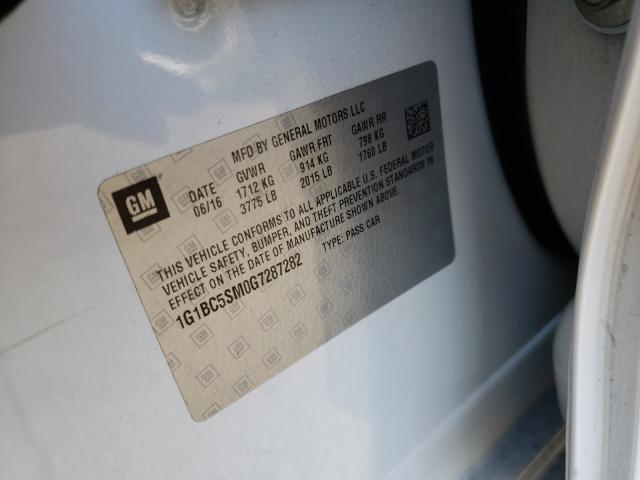 GM
MFD BY GENERAL MOTORS LLC
DATE GVWR GAWR FRT GAWR RR
06/16 1712 KG 914 KG 798 KG
3775 LB 2015 LB 1760 LB
THIS VEHICLE CONFORMS TO ALL APPLICABLE U.S. FEDERAL MOTOR
VEHICLE SAFETY, BUMPER, AND THEFT PREVENTION STANDARDS IN
EFFECT ON THE DATE OF MANUFACTURE SHOWN ABOVE.
1G1BC5SM0G7287282 TYPE: PASS CAR